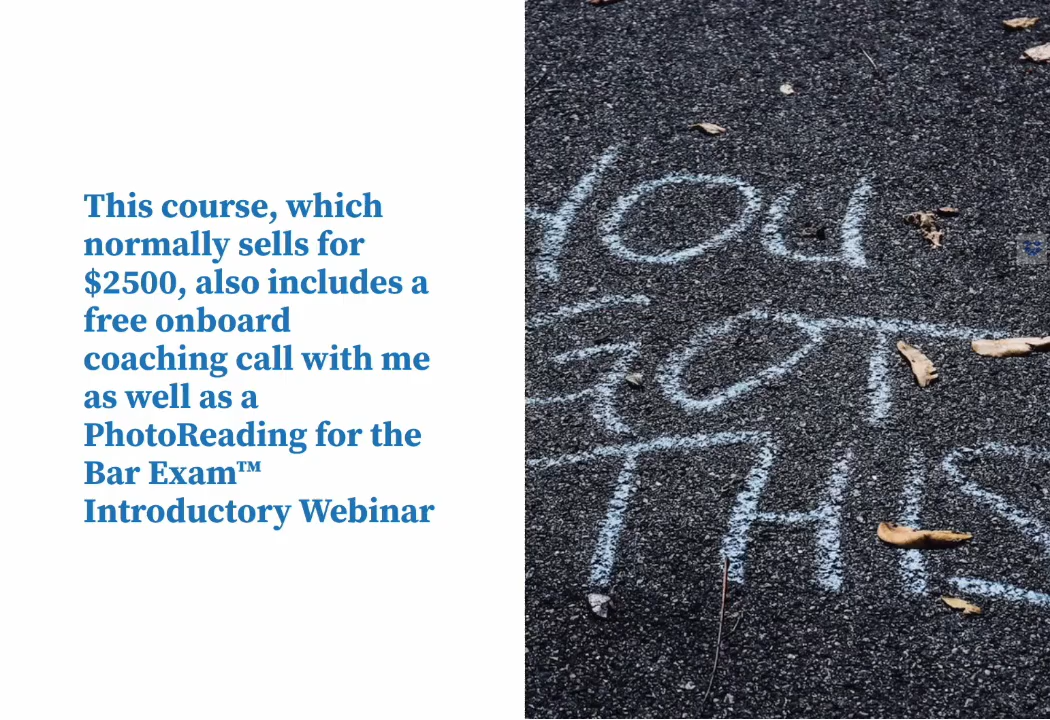 This course, which
normally sells for
$2500, also includes a
free onboard
coaching call with me
as well as a
PhotoReading for the
Bar Exam™
Introductory Webinar
YOU
GOT
THIS